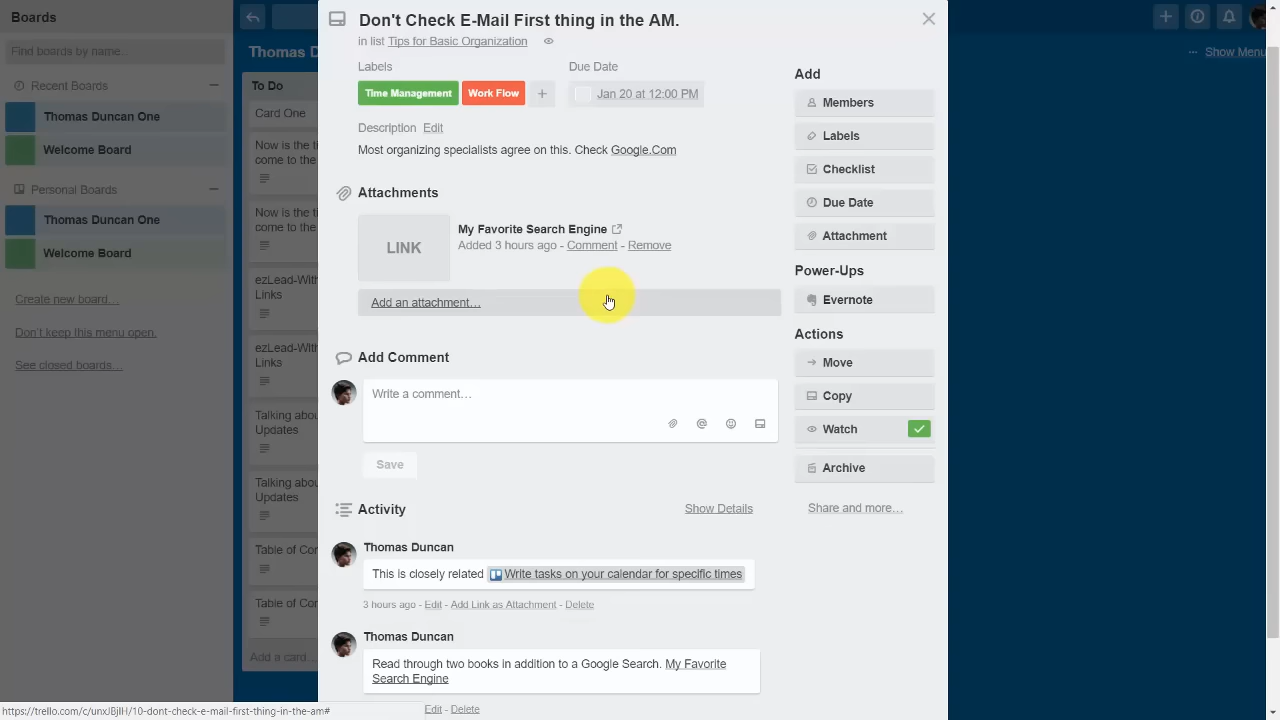 Boards
Find boards by name…
Recent Boards
Thomas Duncan One
Welcome Board
Personal Boards
Thomas Duncan One
Welcome Board
Create new board…
Don't keep this menu open.
See closed boards…
Thomas Dun
Show Menu
To Do
Card One
Now is the ti
come to the
Now is the ti
come to the
ezLead-With
Links
ezLead-With
Links
Talking abou
Updates
Talking abou
Updates
Table of Cor
Table of Cor
Add a card…
Don't Check E-Mail First thing in the AM.
in list Tips for Basic Organization
Labels
Due Date
Time Management
Work Flow
Jan 20 at 12:00 PM
Description Edit
Most organizing specialists agree on this. Check Google.Com
Attachments
LINK
My Favorite Search Engine
Added 3 hours ago - Comment - Remove
Add an attachment…
Add Comment
Write a comment…
@
Save
Activity
Show Details
Thomas Duncan
This is closely related Write tasks on your calendar for specific times
3 hours ago - Edit - Add Link as Attachment - Delete
Thomas Duncan
Read through two books in addition to a Google Search. My Favorite
Search Engine
Edit - Delete
Add
Members
Labels
Checklist
Due Date
Attachment
Power-Ups
Evernote
Actions
Move
Copy
Watch
Archive
Share and more…
https://trello.com/c/unxJBjlH/10-dont-check-e-mail-first-thing-in-the-am#